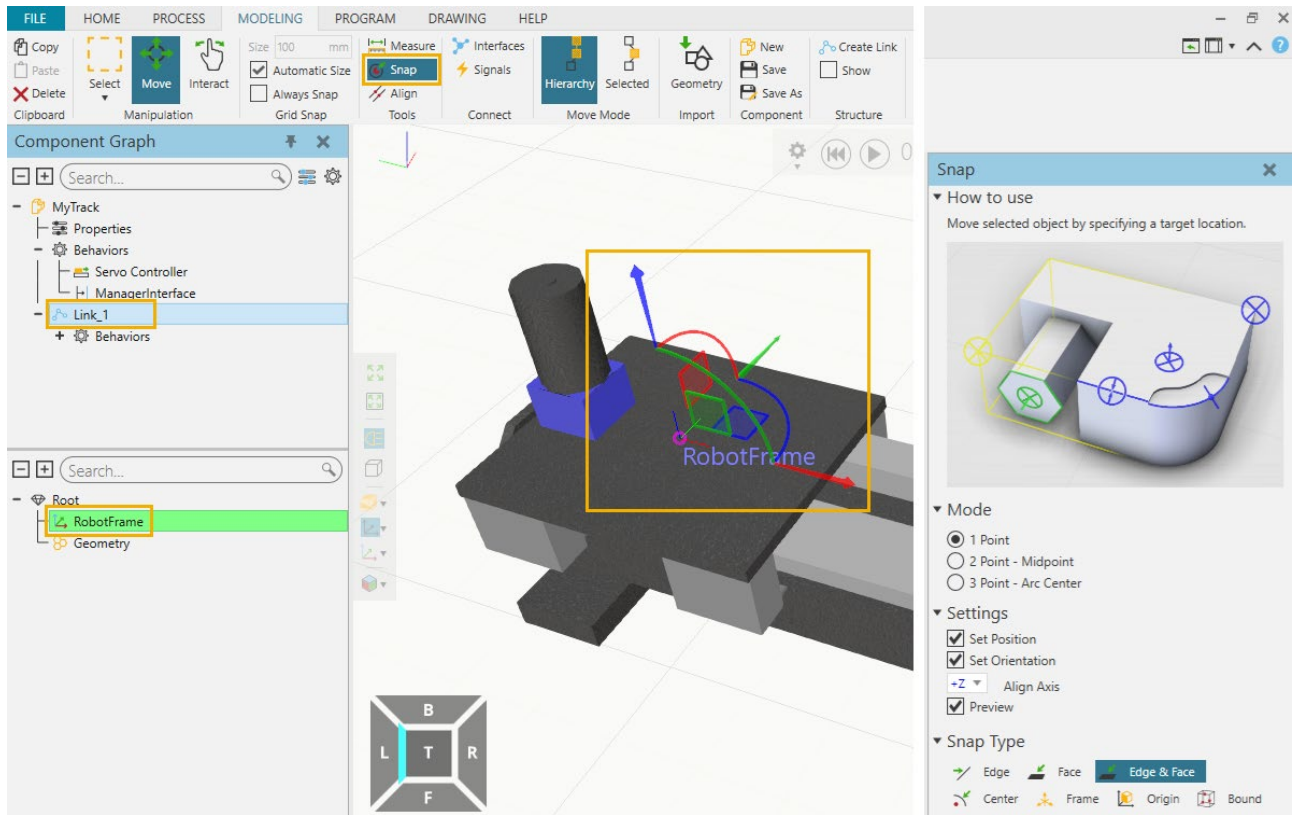 FILE HOME PROCESS MODELING PROGRAM DRAWING HELP
Copy
Paste
Delete
Clipboard
Select
Move
Interact
Manipulation
Size 100 mm
Automatic Size
Always Snap
Grid Snap
Measure
Snap
Align
Tools
Interfaces
Signals
Connect
Hierarchy
Selected
Move Mode
Geometry
Import
New
Save
Save As
Component
Create Link
Show
Structure
Component Graph
Search...
MyTrack
Properties
Behaviors
Servo Controller
ManagerInterface
Link_1
Behaviors
Search...
Root
RobotFrame
Geometry
0
RobotFrame
B
L T R
F
Snap
How to use
Move selected object by specifying a target location.
Mode
1 Point
2 Point - Midpoint
3 Point - Arc Center
Settings
Set Position
Set Orientation
+Z Align Axis
Preview
Snap Type
Edge Face Edge & Face
Center Frame Origin Bound